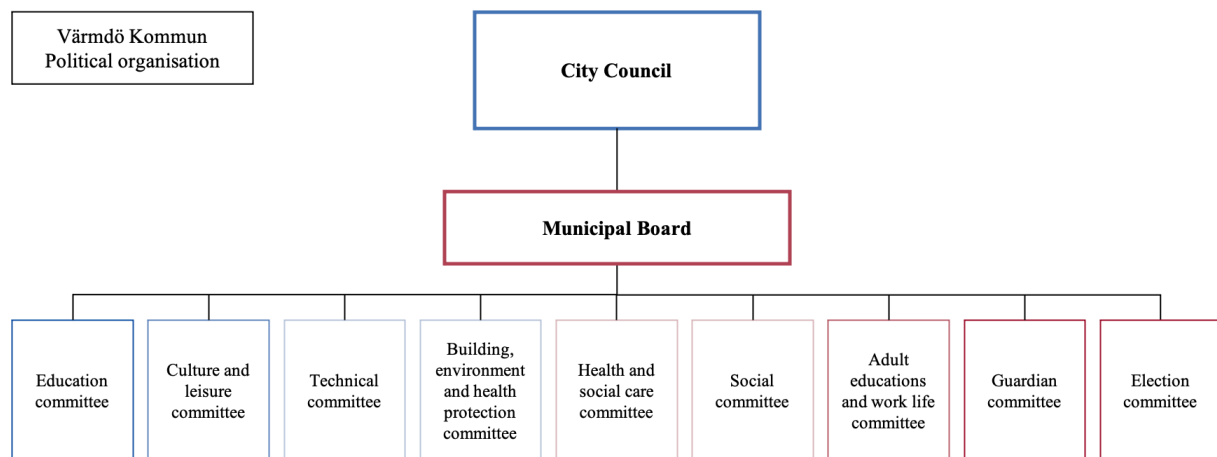 Värmdö Kommun
Political organisation
City Council
Municipal Board
Education
committee
Culture and
leisure
committee
Technical
committee
Building,
environment
and health
protection
committee
Health and
social care
committee
Social
committee
Adult
educations
and work life
committee
Guardian
committee
Election
committee